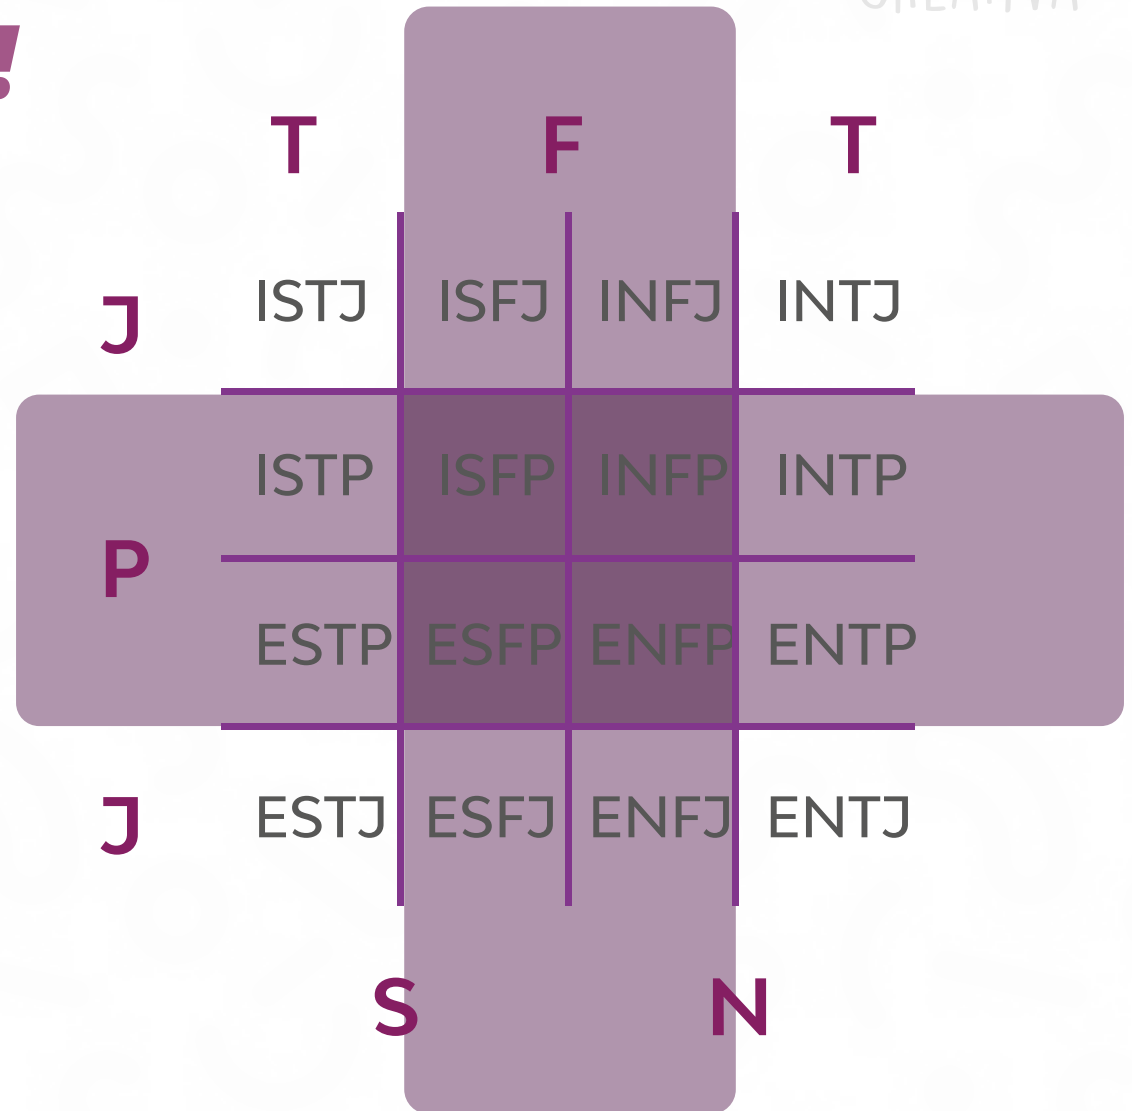 !
T F T
J
ISTJ ISFJ INFJ INTJ
ISTP ISFP INFP INTP
P
ESTP ESFP ENFP ENTP
J
ESTJ ESFJ ENFJ ENTJ
S N